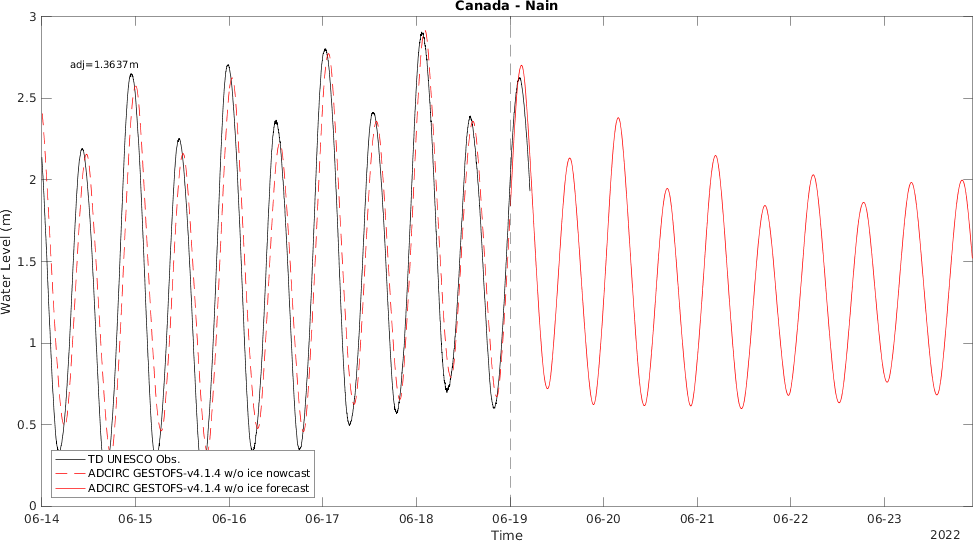 Canada - Nain
3
adj=1.3637m
2.5
2
Water Level (m)
1.5
1
0.5
TD UNESCO Obs.
ADCIRC GESTOFS-v4.1.4 w/o ice nowcast
ADCIRC GESTOFS-v4.1.4 w/o ice forecast
0
06-14 06-15 06-16 06-17 06-18 06-19 06-20 06-21 06-22 06-23
Time
2022